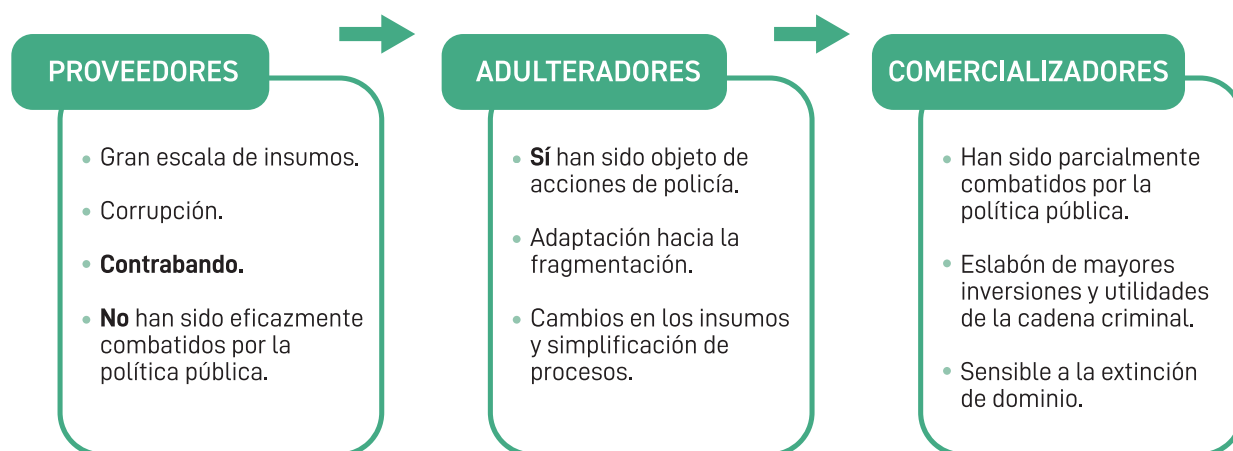 PROVEEDORES
• Gran escala de insumos.
• Corrupción.
• Contrabando.
• No han sido eficazmente
combatidos por la
política pública.
ADULTERADORES
• Sí han sido objeto de
acciones de policía.
• Adaptación hacia la
fragmentación.
• Cambios en los insumos
y simplificación de
procesos.
COMERCIALIZADORES
• Han sido parcialmente
combatidos por la
política pública.
• Eslabón de mayores
inversiones y utilidades
de la cadena criminal.
• Sensible a la extinción
de dominio.